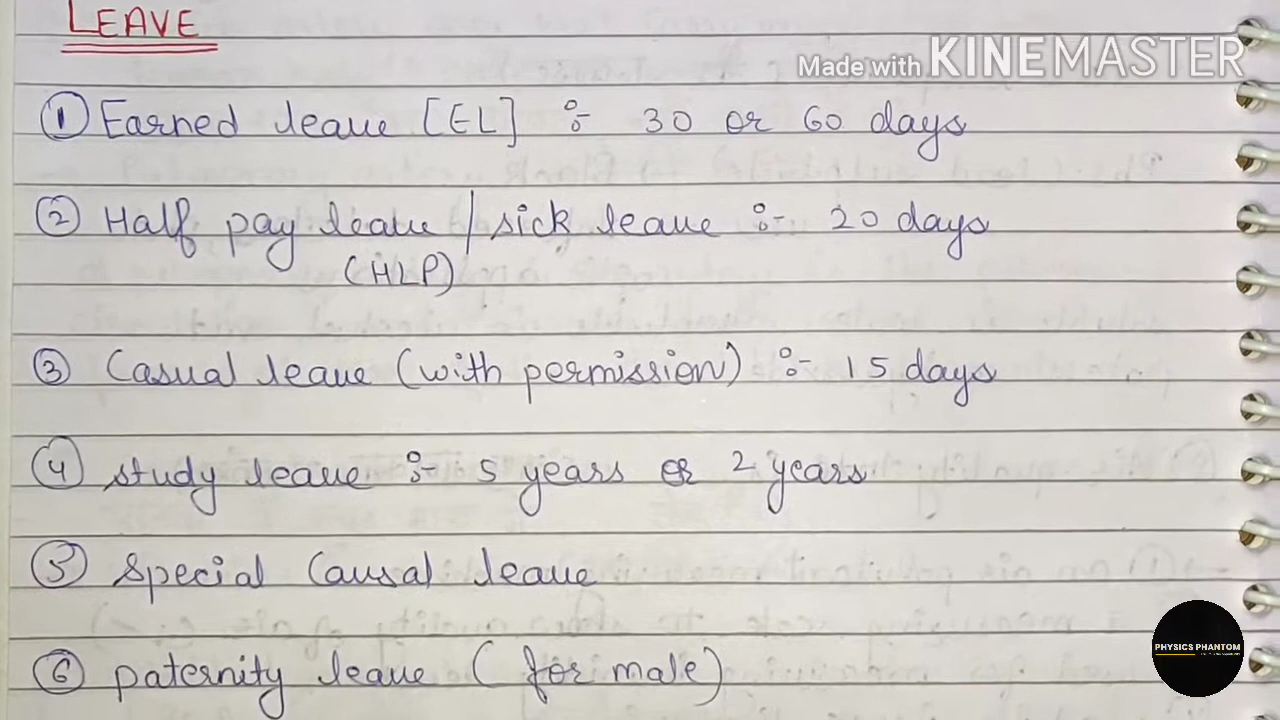 LEAVE
Made with KINEMASTER
① Earned leave [EL] :- 30 or 60 days
② Half pay leave / sick leave :- 20 days
(HLP)
③ Casual leave (with permission) :- 15 days
④ study leave :- 5 years or 2 years
⑤ special Causal leave
PHYSICS PHANTOM
⑥ paternity leave ( for male)